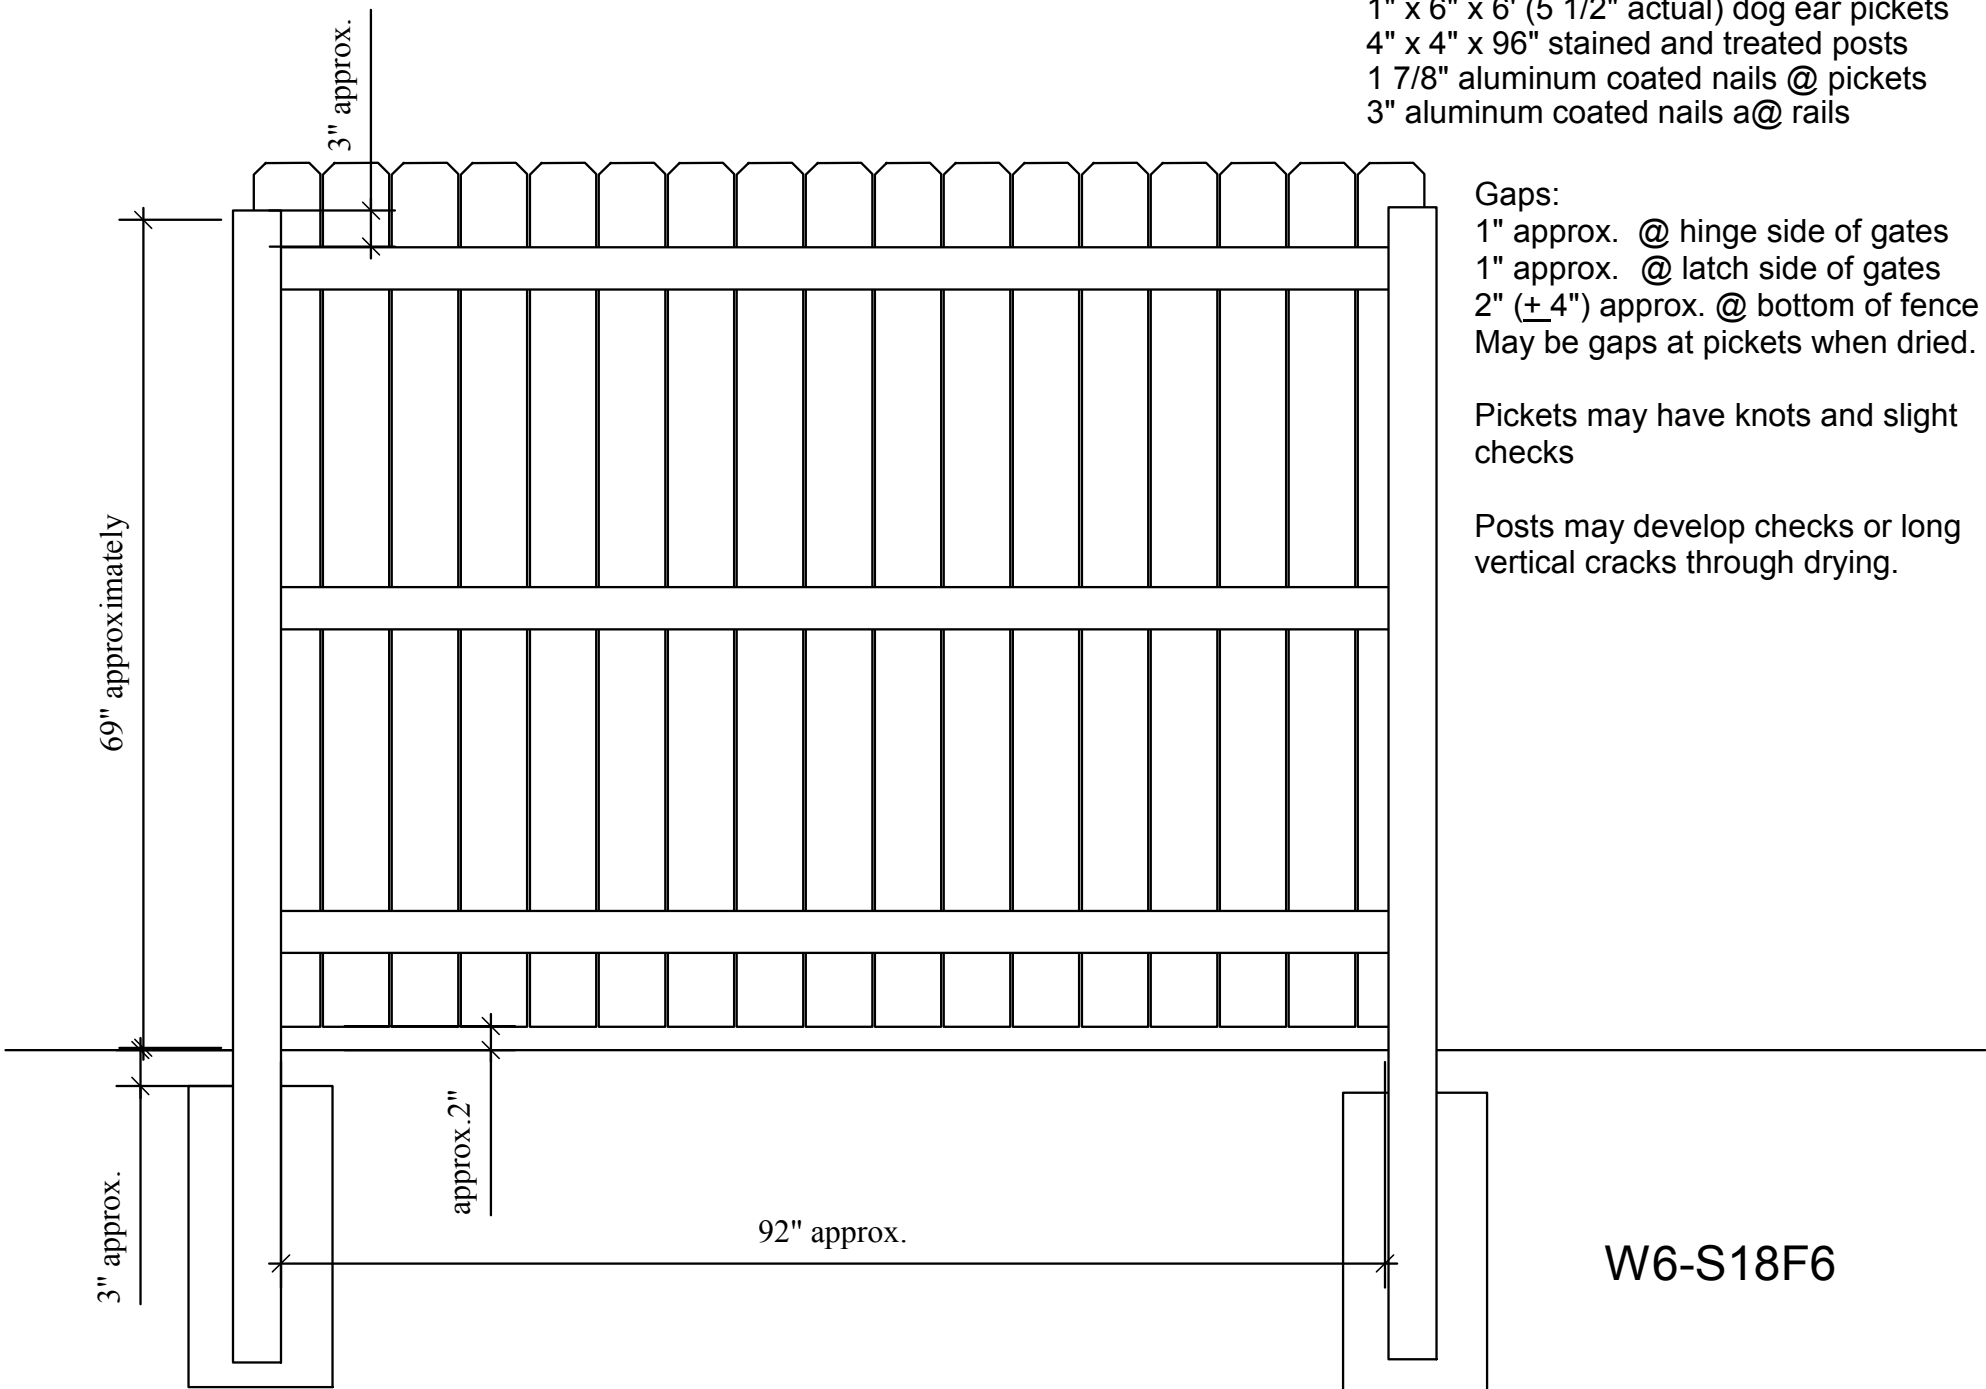 1" x 6" x 6' (5 1/2" actual) dog ear pickets
4" x 4" x 96" stained and treated posts
1 7/8" aluminum coated nails @ pickets
3" aluminum coated nails a@ rails
3" approx.
Gaps:
1" approx. @ hinge side of gates
1" approx. @ latch side of gates
2" (+ 4") approx. @ bottom of fence
May be gaps at pickets when dried.
Pickets may have knots and slight
checks
Posts may develop checks or long
vertical cracks through drying.
69" approximately
3" approx.
approx.2"
92" approx.
W6-S18F6